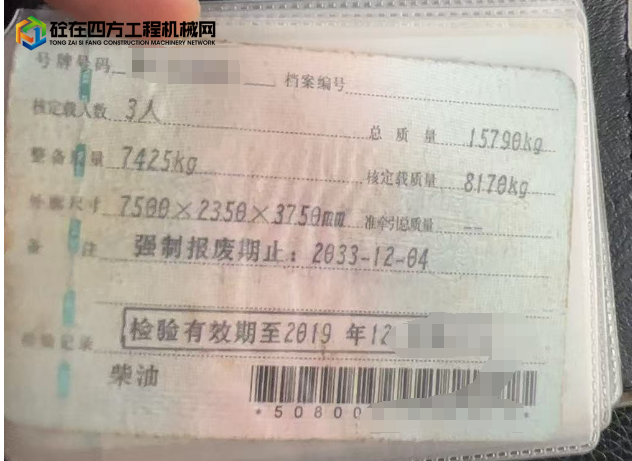 砼在四方工程机械网
TONG ZAI SI FANG CONSTRUCTION MACHINERY NETWORK
号牌号码 档案编号
核定载人数 3人 总质量 15790kg
整备质量 7425kg 核定载质量 8170kg
外廓尺寸 7500×2350×3750mm 准牵引总质量 --
备注 强制报废期止：2033-12-04
检验记录 检验有效期至2019 年12
柴油
*50800